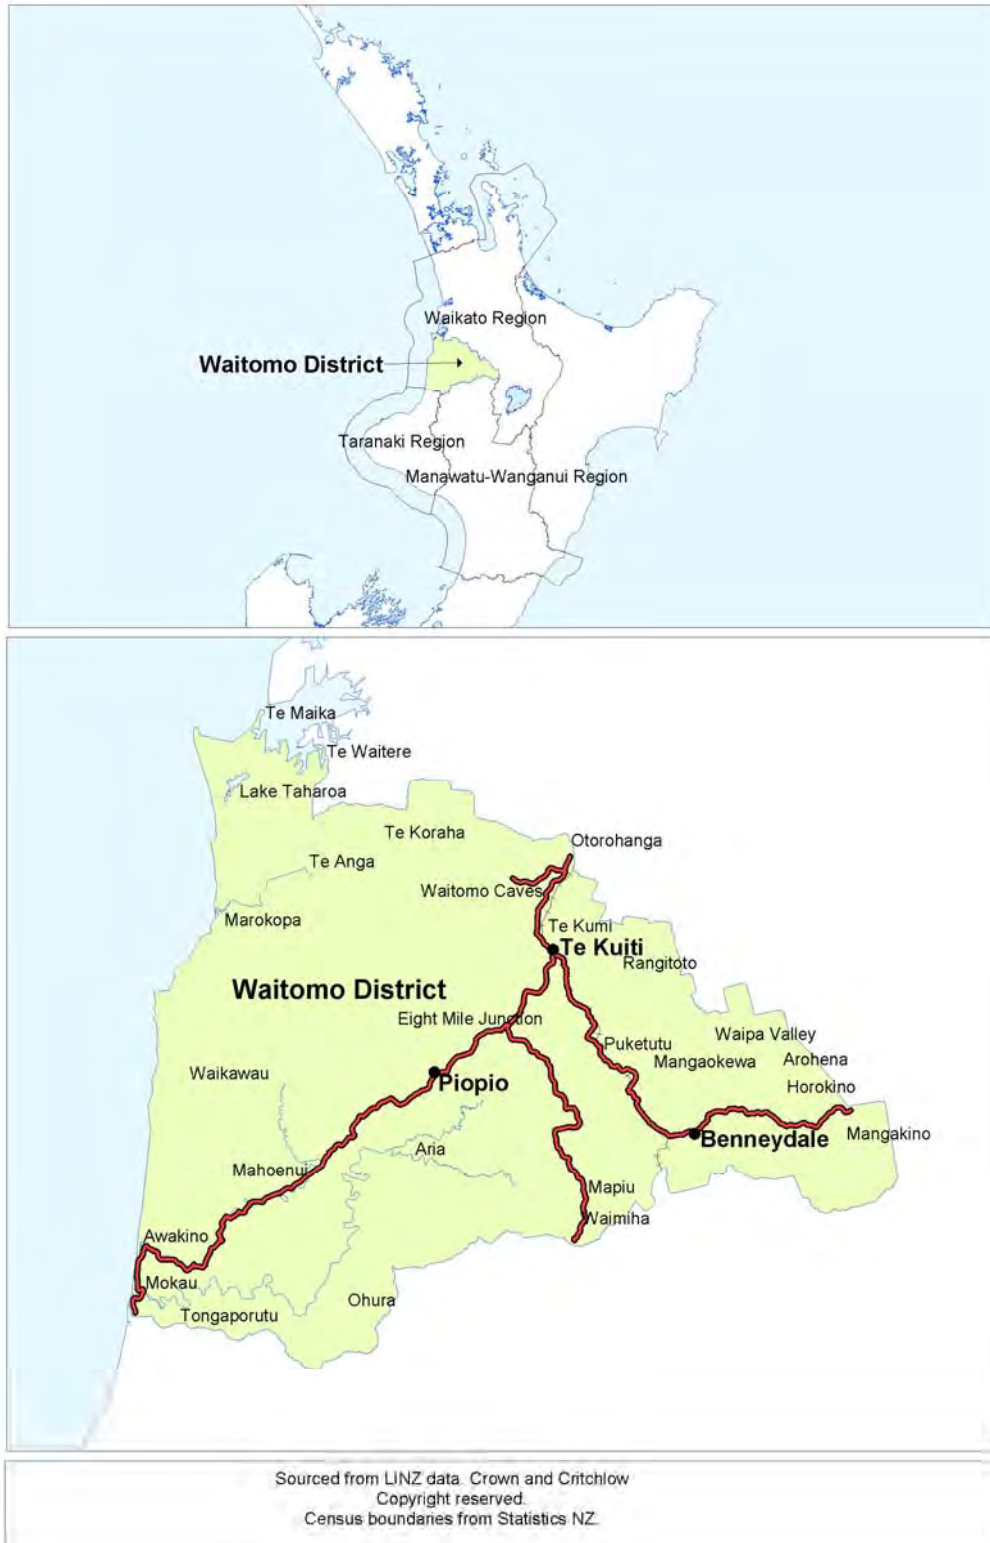 Waikato Region
Waitomo District
Taranaki Region
Manawatu-Wanganui Region
Te Maika
Te Waitere
Lake Taharoa
Te Koraha
Otorohanga
Te Anga
Waitomo Caves
Marokopa
Te Kumi
Te Kuiti
Rangitoto
Waitomo District
Eight Mile Junction
Waipa Valley
Puketutu
Mangaokewa
Arohena
Waikawau
Horokino
Piopio
Mangakino
Benneydale
Aria
Mahoenui
Mapiu
Waimiha
Awakino
Mokau
Ohura
Tongaporutu
Sourced from LINZ data. Crown and Critchlow
Copyright reserved.
Census boundaries from Statistics NZ.